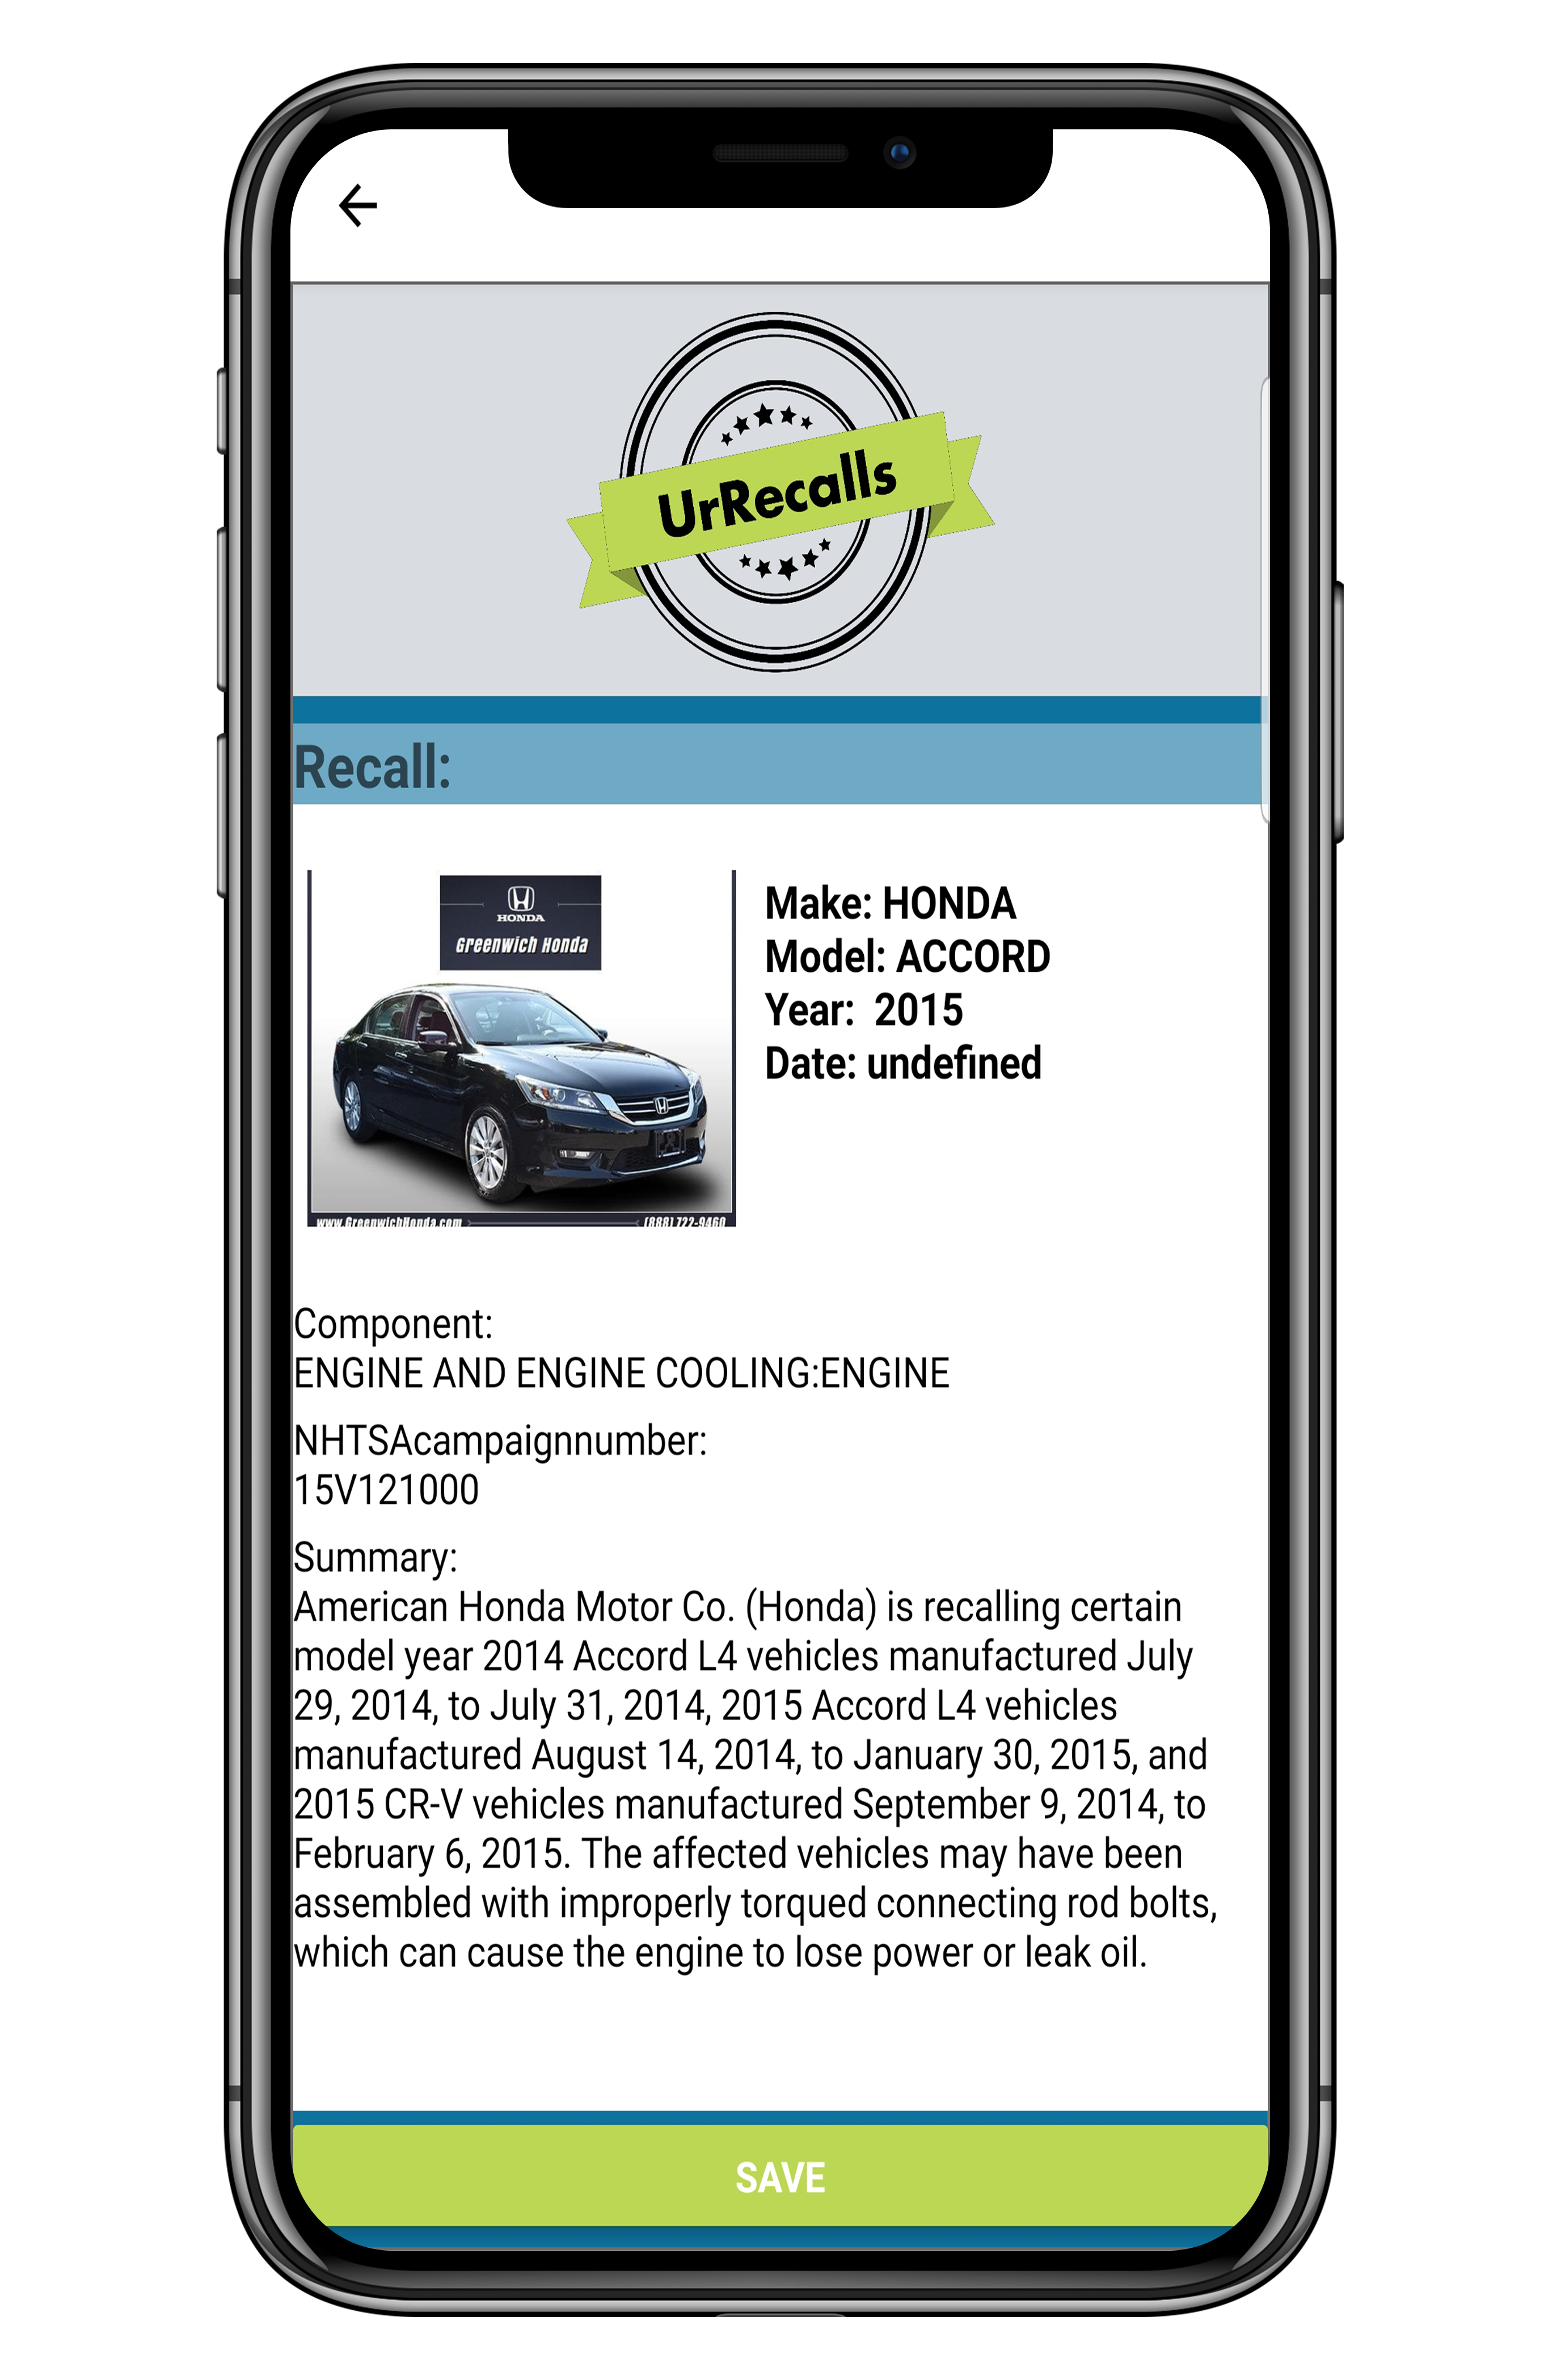 UrRecalls
Recall:
HONDA
Greenwich Honda
www.GreenwichHonda.com
(888) 722-9460
Make: HONDA
Model: ACCORD
Year:  2015
Date: undefined
Component:
ENGINE AND ENGINE COOLING:ENGINE
NHTSAcampaignnumber:
15V121000
Summary:
American Honda Motor Co. (Honda) is recalling certain
model year 2014 Accord L4 vehicles manufactured July
29, 2014, to July 31, 2014, 2015 Accord L4 vehicles
manufactured August 14, 2014, to January 30, 2015, and
2015 CR-V vehicles manufactured September 9, 2014, to
February 6, 2015. The affected vehicles may have been
assembled with improperly torqued connecting rod bolts,
which can cause the engine to lose power or leak oil.
SAVE